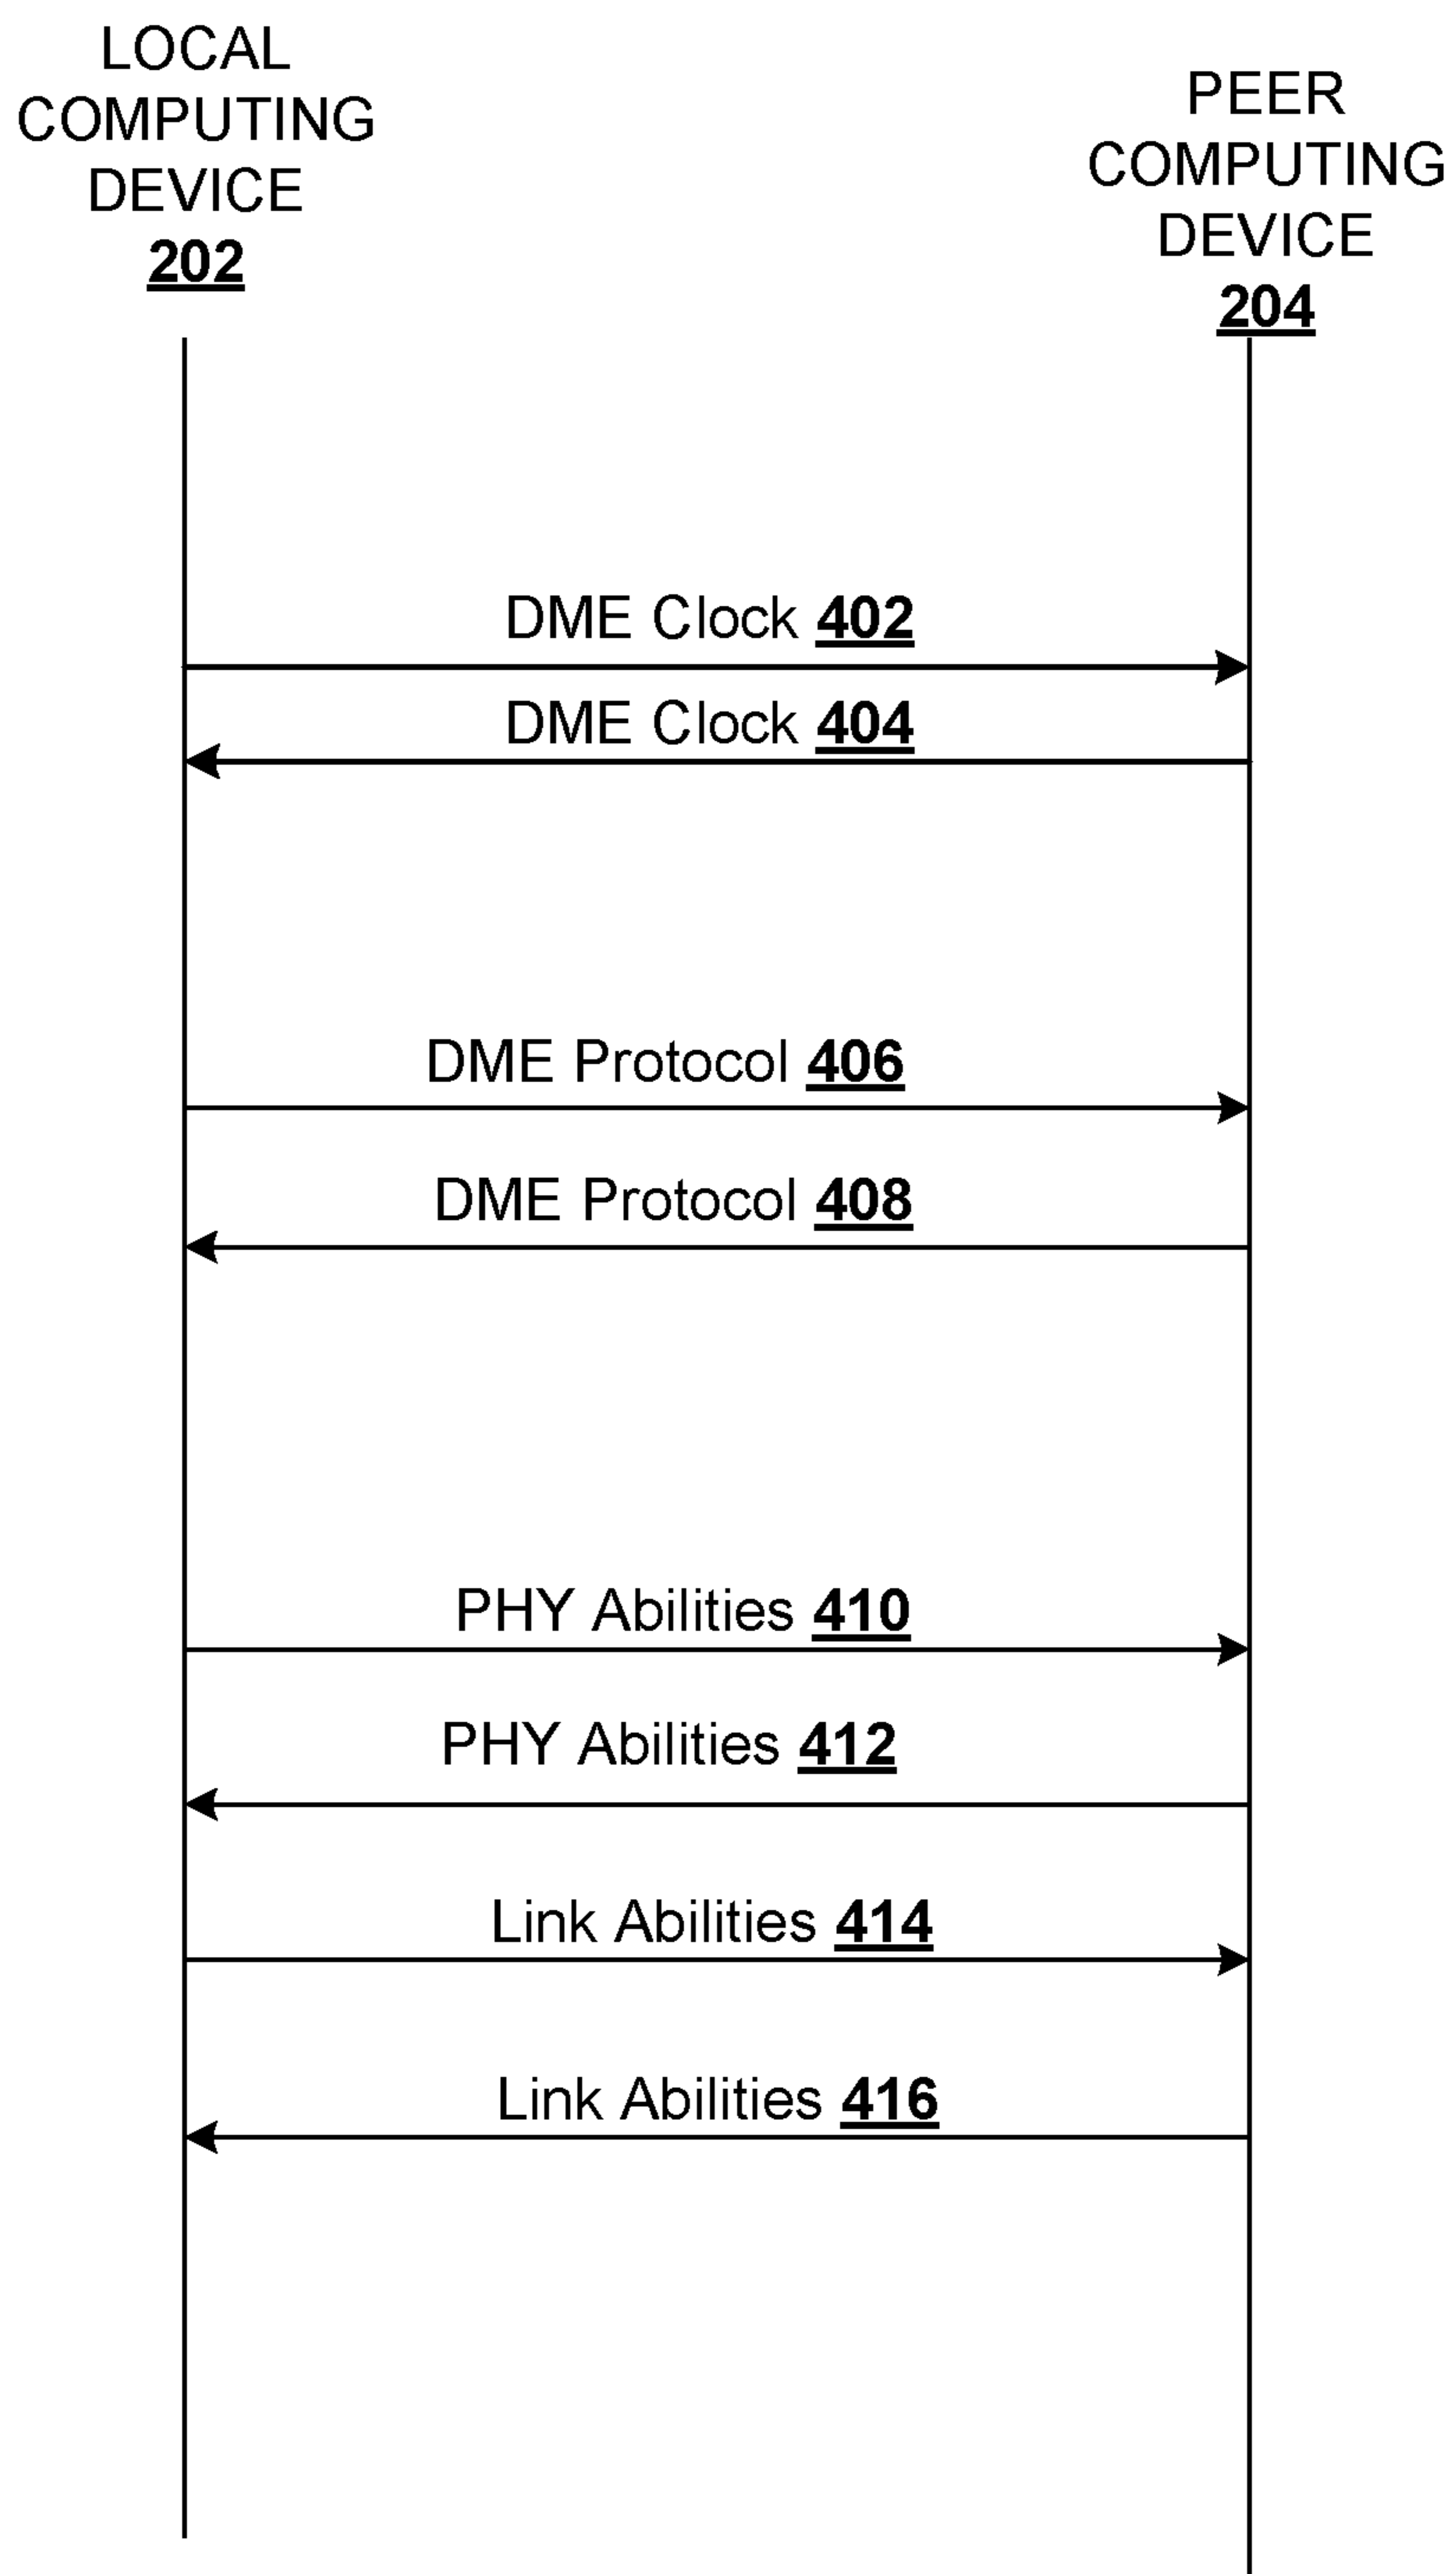 LOCAL
COMPUTING
DEVICE
202
PEER
COMPUTING
DEVICE
204
DME Clock 402
DME Clock 404
DME Protocol 406
DME Protocol 408
PHY Abilities 410
PHY Abilities 412
Link Abilities 414
Link Abilities 416